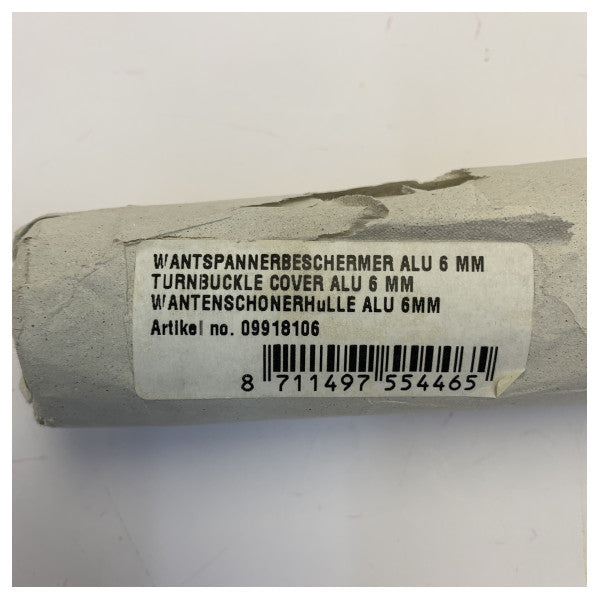 WANTSPANNERBESCHERMER ALU 6 MM
TURNBUCKLE COVER ALU 6 MM
WANTENSCHONERHuLLE ALU 6MM
Artikel no. 09918106
8 711497 554465